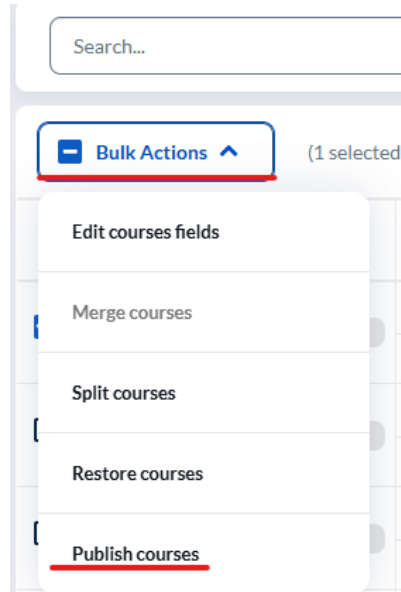 Search...
Bulk Actions
(1 selected
Edit courses fields
Merge courses
Split courses
Restore courses
Publish courses